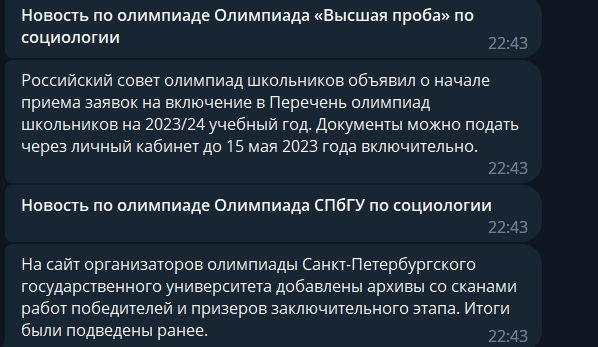 Новость по олимпиаде Олимпиада «Высшая проба» по
социологии
22:43
Российский совет олимпиад школьников объявил о начале
приема заявок на включение в Перечень олимпиад
школьников на 2023/24 учебный год. Документы можно подать
через личный кабинет до 15 мая 2023 года включительно.
22:43
Новость по олимпиаде Олимпиада СПбГУ по социологии
22:43
На сайт организаторов олимпиады Санкт-Петербургского
государственного университета добавлены архивы со сканами
работ победителей и призеров заключительного этапа. Итоги
были подведены ранее.
22:43